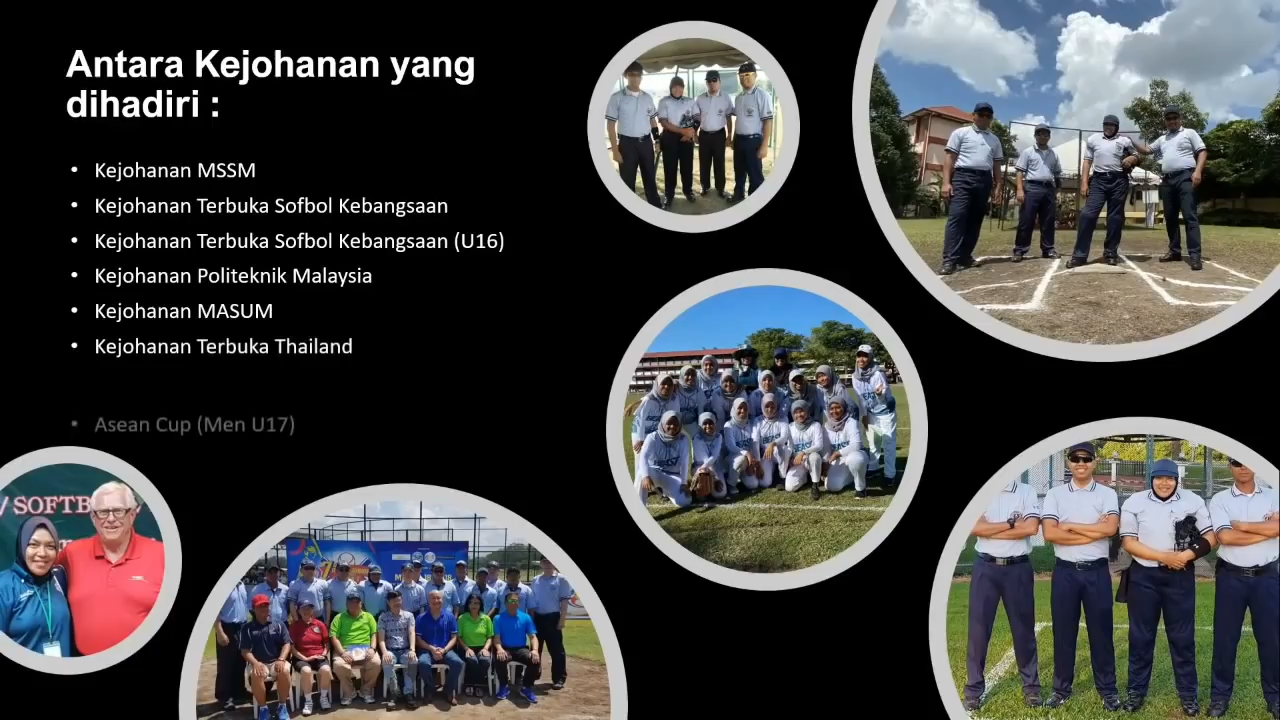 Antara Kejohanan yang
dihadiri :
• Kejohanan MSSM
• Kejohanan Terbuka Sofbol Kebangsaan
• Kejohanan Terbuka Sofbol Kebangsaan (U16)
• Kejohanan Politeknik Malaysia
• Kejohanan MASUM
• Kejohanan Terbuka Thailand
• Asean Cup (Men U17)